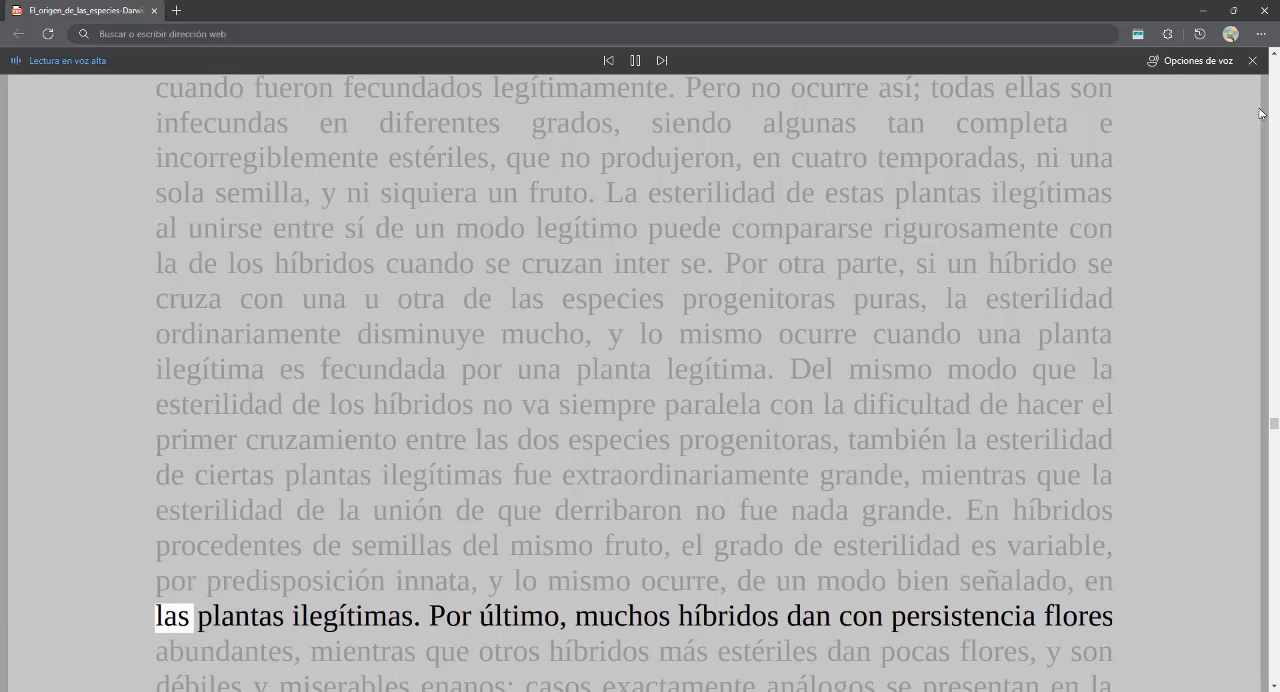 El_origen_de_las_especies-Darwi
Buscar o escribir dirección web
Lectura en voz alta
Opciones de voz
cuando fueron fecundados legítimamente. Pero no ocurre así; todas ellas son
infecundas en diferentes grados, siendo algunas tan completa e
incorregiblemente estériles, que no produjeron, en cuatro temporadas, ni una
sola semilla, y ni siquiera un fruto. La esterilidad de estas plantas ilegítimas
al unirse entre sí de un modo legítimo puede compararse rigurosamente con
la de los híbridos cuando se cruzan inter se. Por otra parte, si un híbrido se
cruza con una u otra de las especies progenitoras puras, la esterilidad
ordinariamente disminuye mucho, y lo mismo ocurre cuando una planta
ilegítima es fecundada por una planta legítima. Del mismo modo que la
esterilidad de los híbridos no va siempre paralela con la dificultad de hacer el
primer cruzamiento entre las dos especies progenitoras, también la esterilidad
de ciertas plantas ilegítimas fue extraordinariamente grande, mientras que la
esterilidad de la unión de que derribaron no fue nada grande. En híbridos
procedentes de semillas del mismo fruto, el grado de esterilidad es variable,
por predisposición innata, y lo mismo ocurre, de un modo bien señalado, en
las plantas ilegítimas. Por último, muchos híbridos dan con persistencia flores
abundantes, mientras que otros híbridos más estériles dan pocas flores, y son
débiles y miserables enanos; casos exactamente análogos se presentan en la